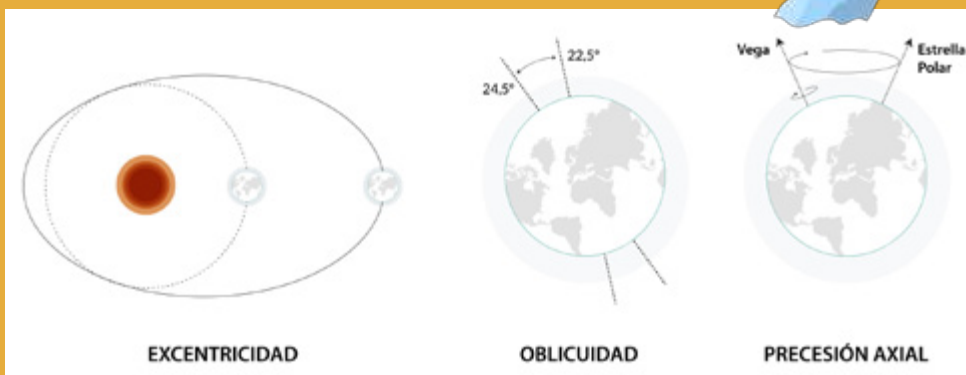 22,5°
24,5°
Vega
Estrella
Polar
EXCENTRICIDAD
OBLICUIDAD
PRECESIÓN AXIAL